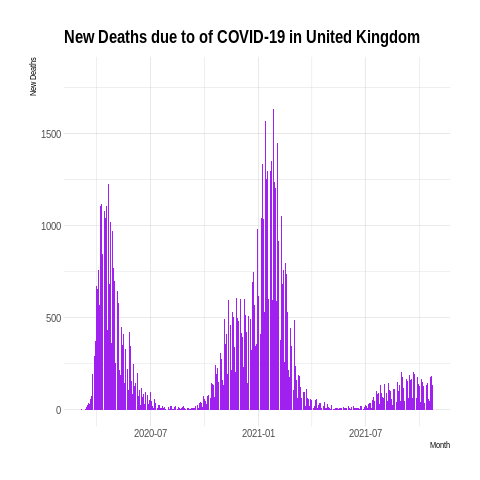 New Deaths due to of COVID-19 in United Kingdom
New Deaths
1500
1000
500
0
2020-07
2021-01
2021-07
Month